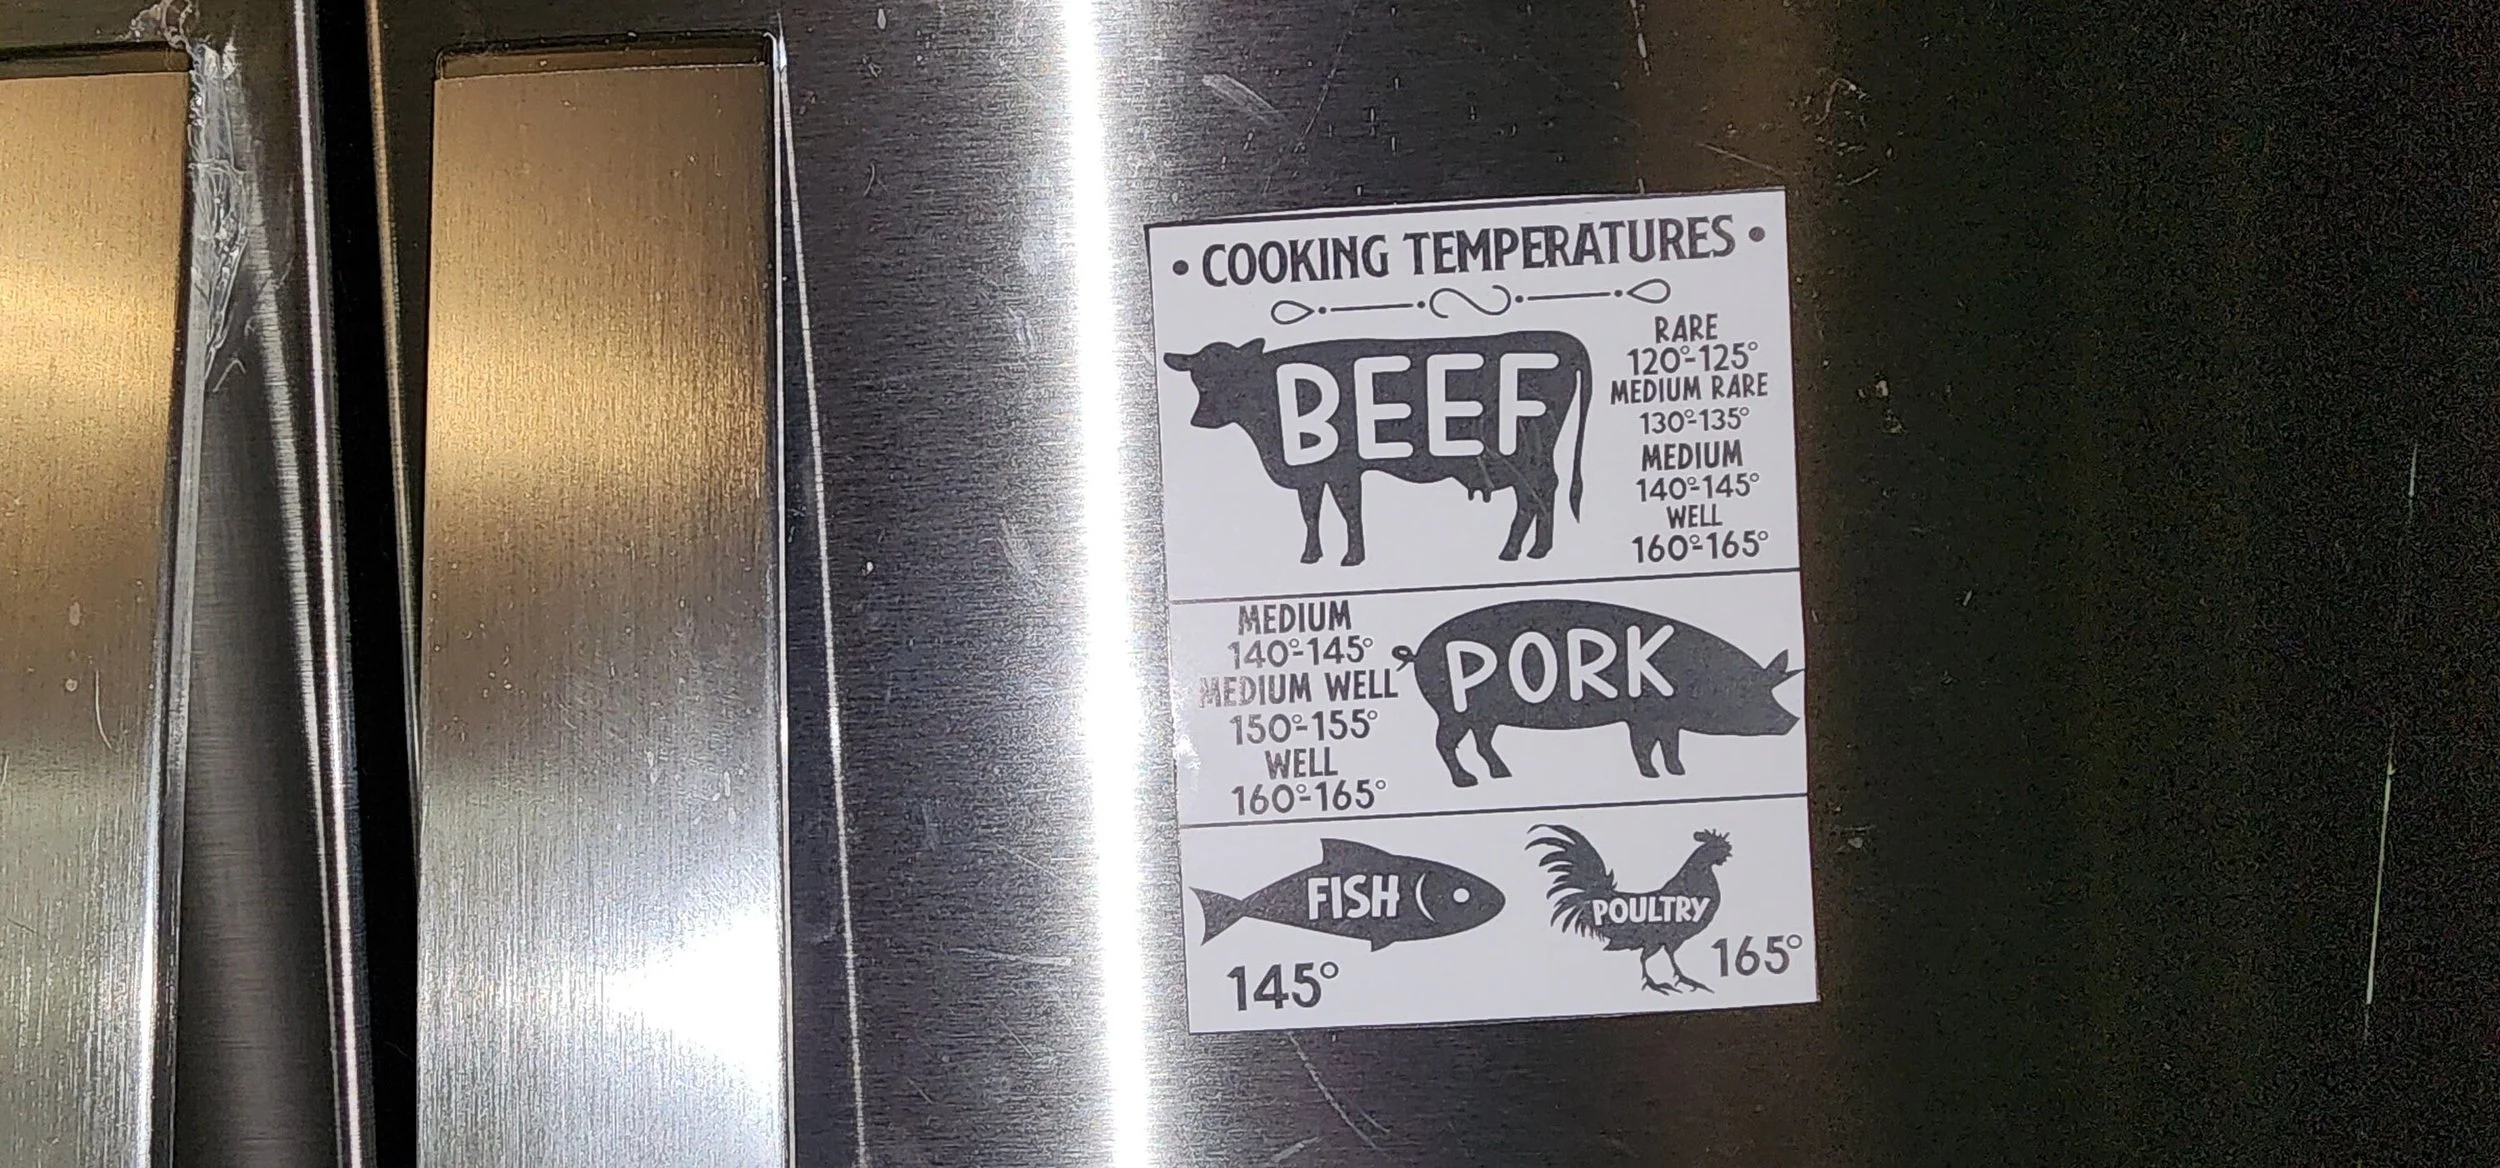 • COOKING TEMPERATURES •
BEEF
RARE
120°-125°
MEDIUM RARE
130°-135°
MEDIUM
140°-145°
WELL
160°-165°
MEDIUM
140°-145°
MEDIUM WELL
150°-155°
WELL
160°-165°
PORK
FISH
145°
POULTRY
165°